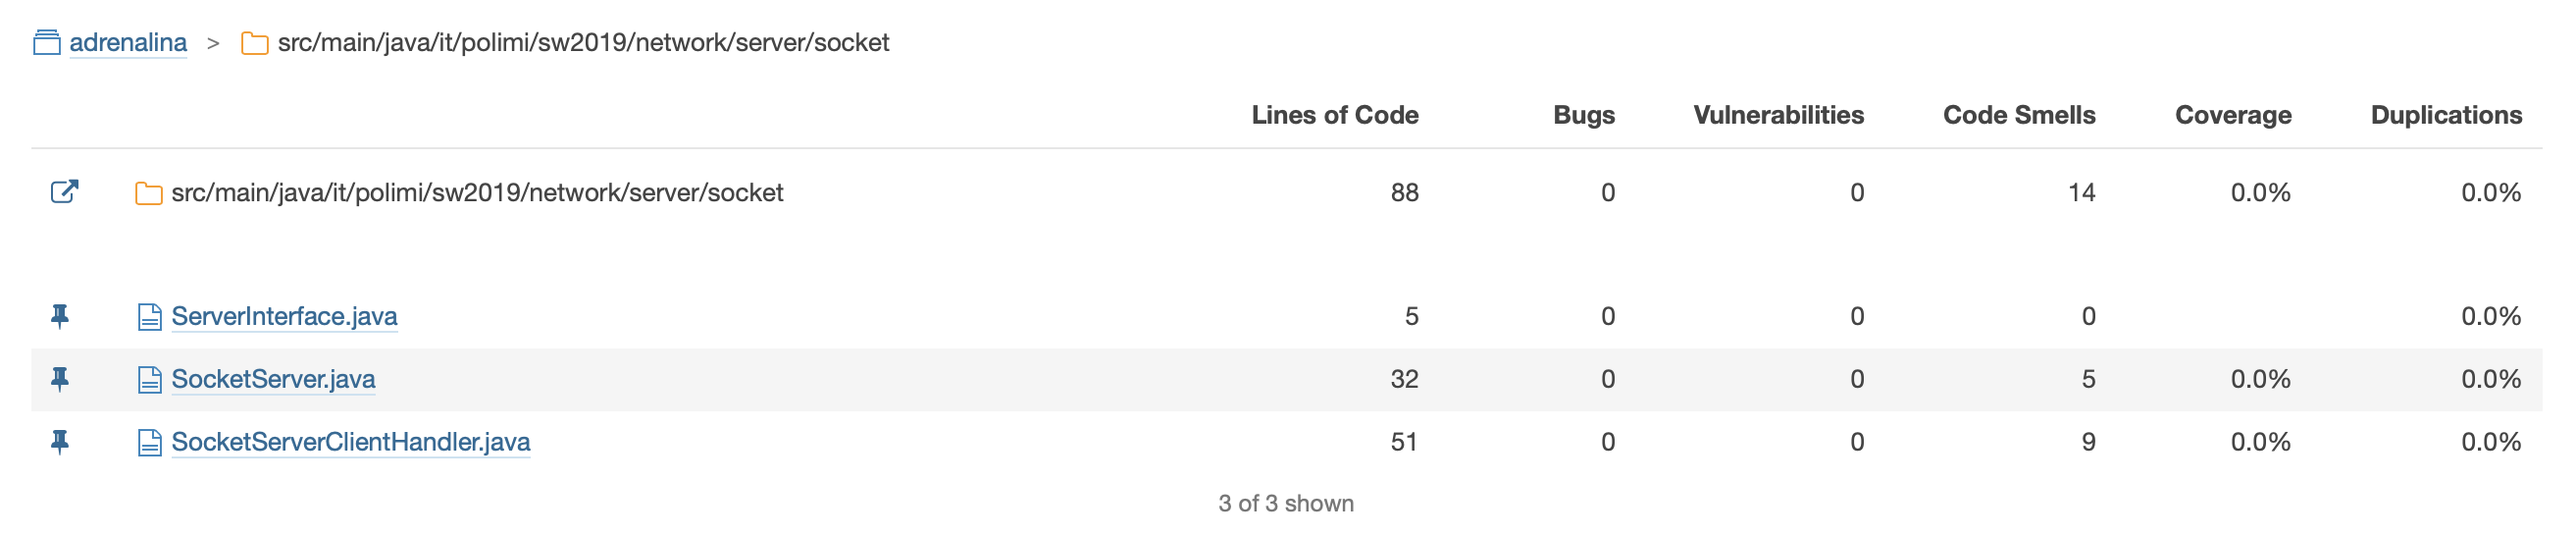 adrenalina > src/main/java/it/polimi/sw2019/network/server/socket
Lines of Code Bugs Vulnerabilities Code Smells Coverage Duplications
src/main/java/it/polimi/sw2019/network/server/socket 88 0 0 14 0.0% 0.0%
ServerInterface.java 5 0 0 0 0.0%
SocketServer.java 32 0 0 5 0.0% 0.0%
SocketServerClientHandler.java 51 0 0 9 0.0% 0.0%
3 of 3 shown